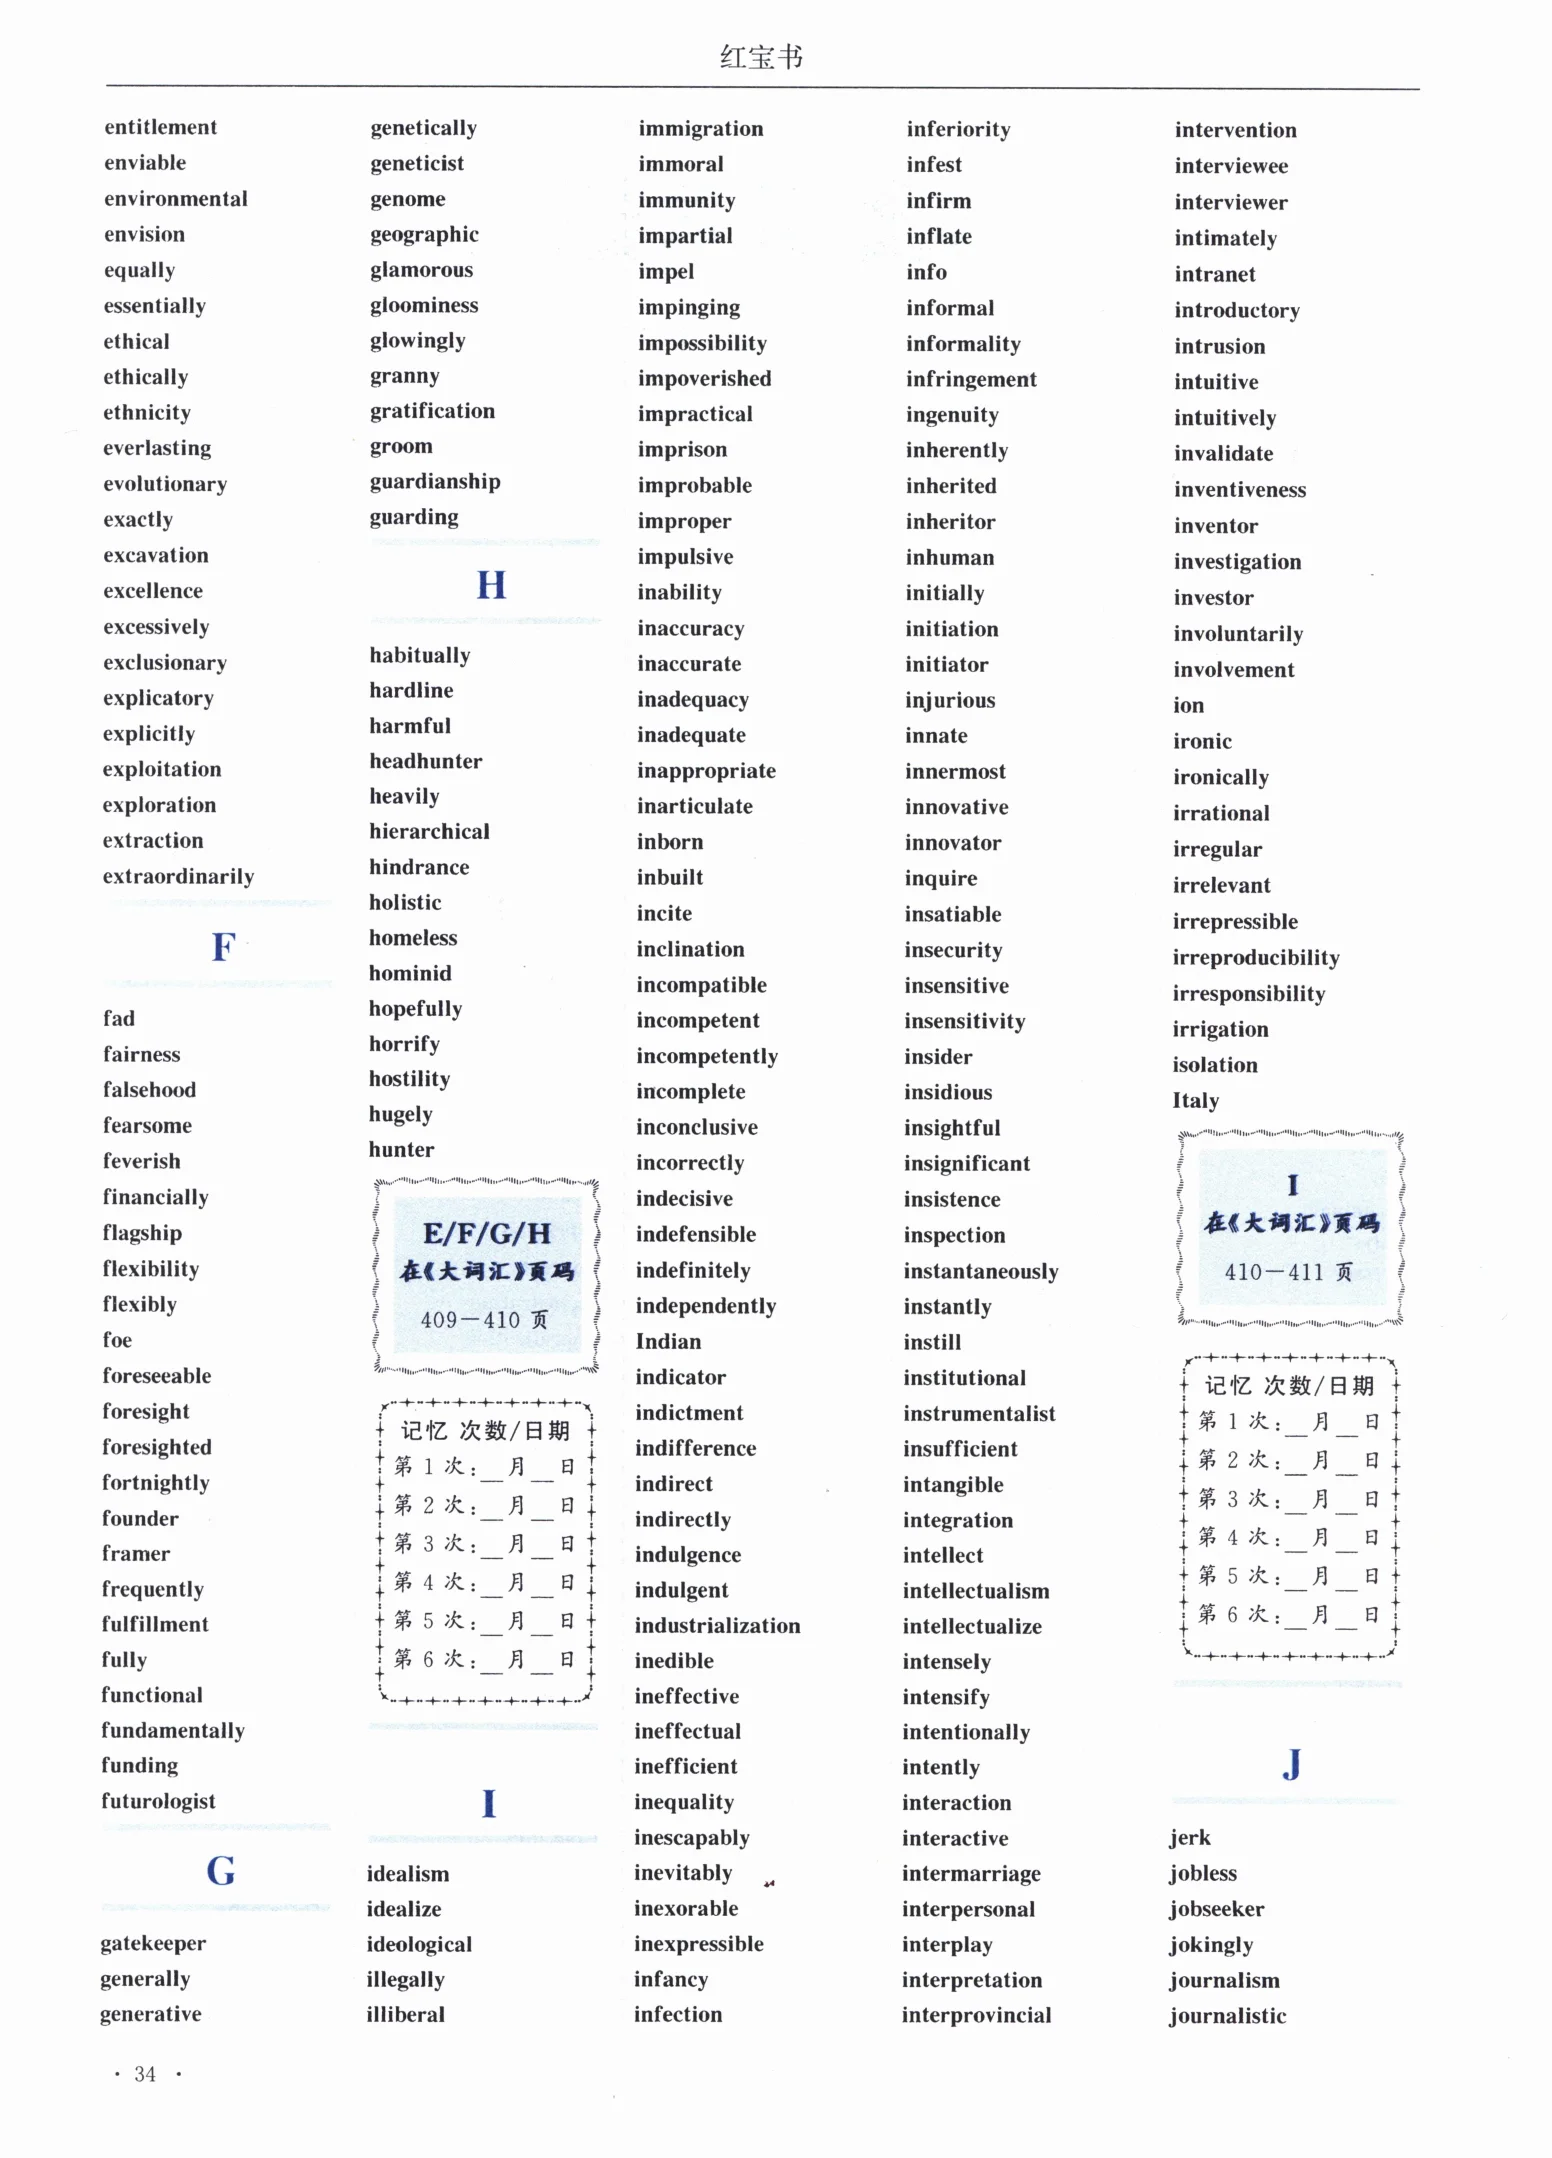 红宝书
entitlement
enviable
environmental
envision
equally
essentially
ethical
ethically
ethnicity
everlasting
evolutionary
exactly
excavation
excellence
excessively
exclusionary
explicatory
explicitly
exploitation
exploration
extraction
extraordinarily
F
fad
fairness
falsehood
fearsome
feverish
financially
flagship
flexibility
flexibly
foe
foreseeable
foresight
foresighted
fortnightly
founder
framer
frequently
fulfillment
fully
functional
fundamentally
funding
futurologist
G
gatekeeper
generally
generative
genetically
geneticist
genome
geographic
glamorous
gloominess
glowingly
granny
gratification
groom
guardianship
guarding
H
habitually
hardline
harmful
headhunter
heavily
hierarchical
hindrance
holistic
homeless
hominid
hopefully
horrify
hostility
hugely
hunter
E/F/G/H
在《大词汇》页码
409—410 页
记忆 次数/日期
第 1 次:__月__日
第 2 次:__月__日
第 3 次:__月__日
第 4 次:__月__日
第 5 次:__月__日
第 6 次:__月__日
I
idealism
idealize
ideological
illegally
illiberal
immigration
immoral
immunity
impartial
impel
impinging
impossibility
impoverished
impractical
imprison
improbable
improper
impulsive
inability
inaccuracy
inaccurate
inadequacy
inadequate
inappropriate
inarticulate
inborn
inbuilt
incite
inclination
incompatible
incompetent
incompetently
incomplete
inconclusive
incorrectly
indecisive
indefensible
indefinitely
independently
Indian
indicator
indictment
indifference
indirect
indirectly
indulgence
indulgent
industrialization
inedible
ineffective
ineffectual
inefficient
inequality
inescapably
inevitably
inexorable
inexpressible
infancy
infection
inferiority
infest
infirm
inflate
info
informal
informality
infringement
ingenuity
inherently
inherited
inheritor
inhuman
initially
initiation
initiator
injurious
innate
innermost
innovative
innovator
inquire
insatiable
insecurity
insensitive
insensitivity
insider
insidious
insightful
insignificant
insistence
inspection
instantaneously
instantly
instill
institutional
instrumentalist
insufficient
intangible
integration
intellect
intellectualism
intellectualize
intensely
intensify
intentionally
intently
interaction
interactive
intermarriage
interpersonal
interplay
interpretation
interprovincial
intervention
interviewee
interviewer
intimately
intranet
introductory
intrusion
intuitive
intuitively
invalidate
inventiveness
inventor
investigation
investor
involuntarily
involvement
ion
ironic
ironically
irrational
irregular
irrelevant
irrepressible
irreproducibility
irresponsibility
irrigation
isolation
Italy
I
在《大词汇》页码
410—411 页
记忆 次数/日期
第 1 次:__月__日
第 2 次:__月__日
第 3 次:__月__日
第 4 次:__月__日
第 5 次:__月__日
第 6 次:__月__日
J
jerk
jobless
jobseeker
jokingly
journalism
journalistic
· 34 ·